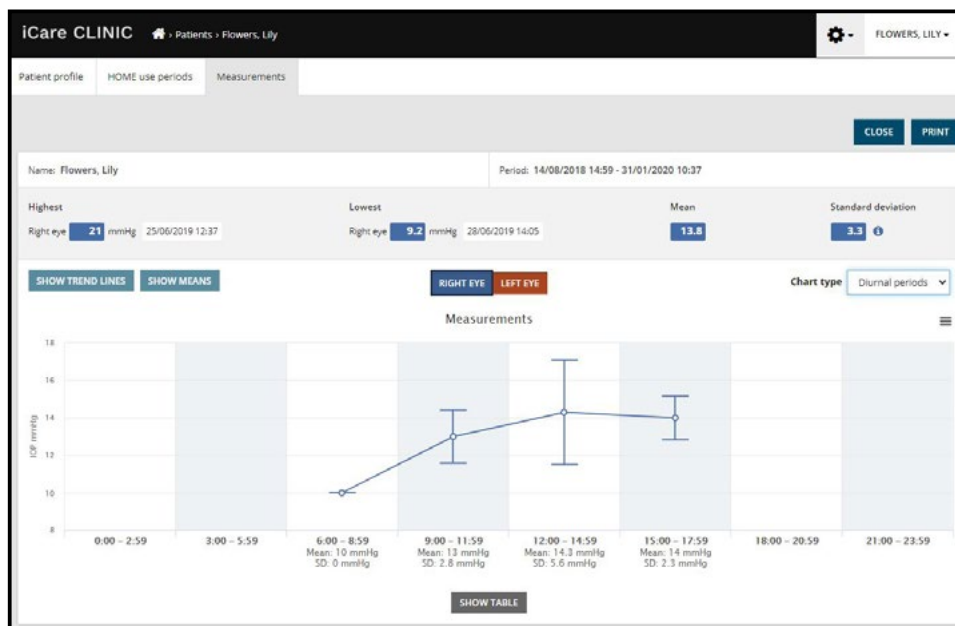 iCare CLINIC › Patients › Flowers, Lily FLOWERS, LILY
Patient profile HOME use periods Measurements
CLOSE PRINT
Name: Flowers, Lily Period: 14/08/2018 14:59 - 31/01/2020 10:37
Highest Lowest Mean Standard deviation
Right eye 21 mmHg 25/06/2019 12:37 Right eye 9.2 mmHg 28/06/2019 14:05 13.8 3.3
SHOW TREND LINES SHOW MEANS RIGHT EYE LEFT EYE Chart type Diurnal periods
Measurements
18
16
14
12
10
8
IOP mmHg
0:00 – 2:59 3:00 – 5:59 6:00 – 8:59 9:00 – 11:59 12:00 – 14:59 15:00 – 17:59 18:00 – 20:59 21:00 – 23:59
Mean: 10 mmHg Mean: 13 mmHg Mean: 14.3 mmHg Mean: 14 mmHg
SD: 0 mmHg SD: 2.8 mmHg SD: 5.6 mmHg SD: 2.3 mmHg
SHOW TABLE